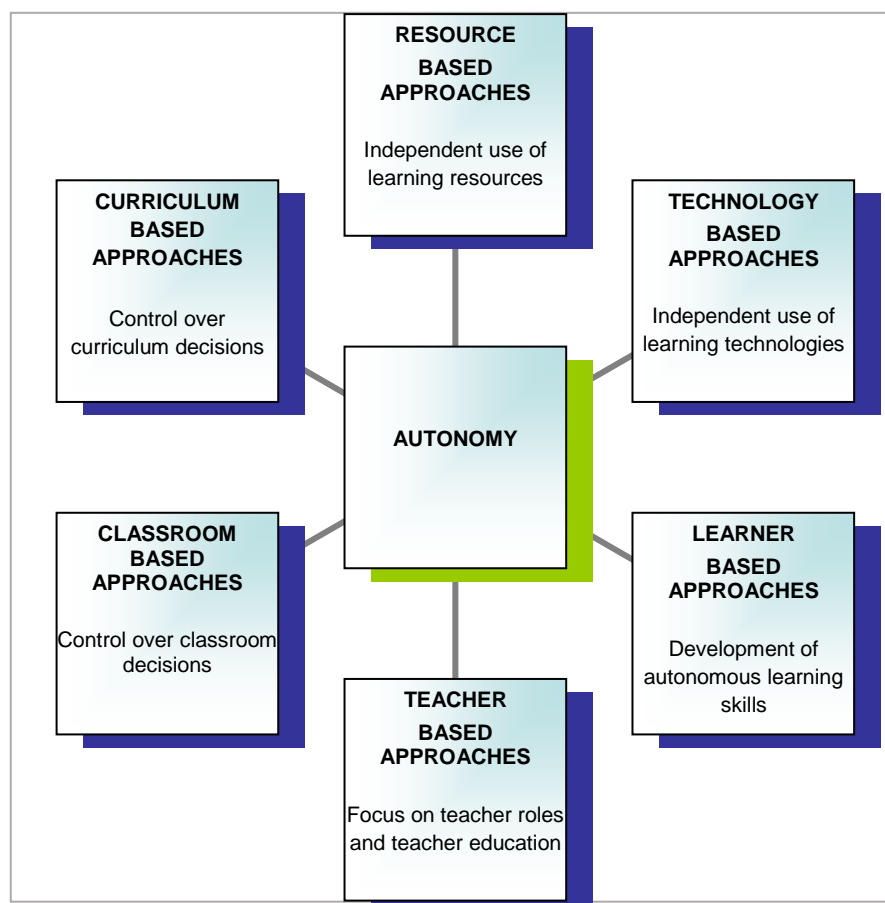 RESOURCE
BASED
APPROACHES
Independent use of
learning resources
CURRICULUM
BASED
APPROACHES
Control over
curriculum decisions
TECHNOLOGY
BASED
APPROACHES
Independent use of
learning technologies
AUTONOMY
CLASSROOM
BASED
APPROACHES
Control over classroom
decisions
LEARNER
BASED
APPROACHES
Development of
autonomous learning
skills
TEACHER
BASED
APPROACHES
Focus on teacher roles
and teacher education